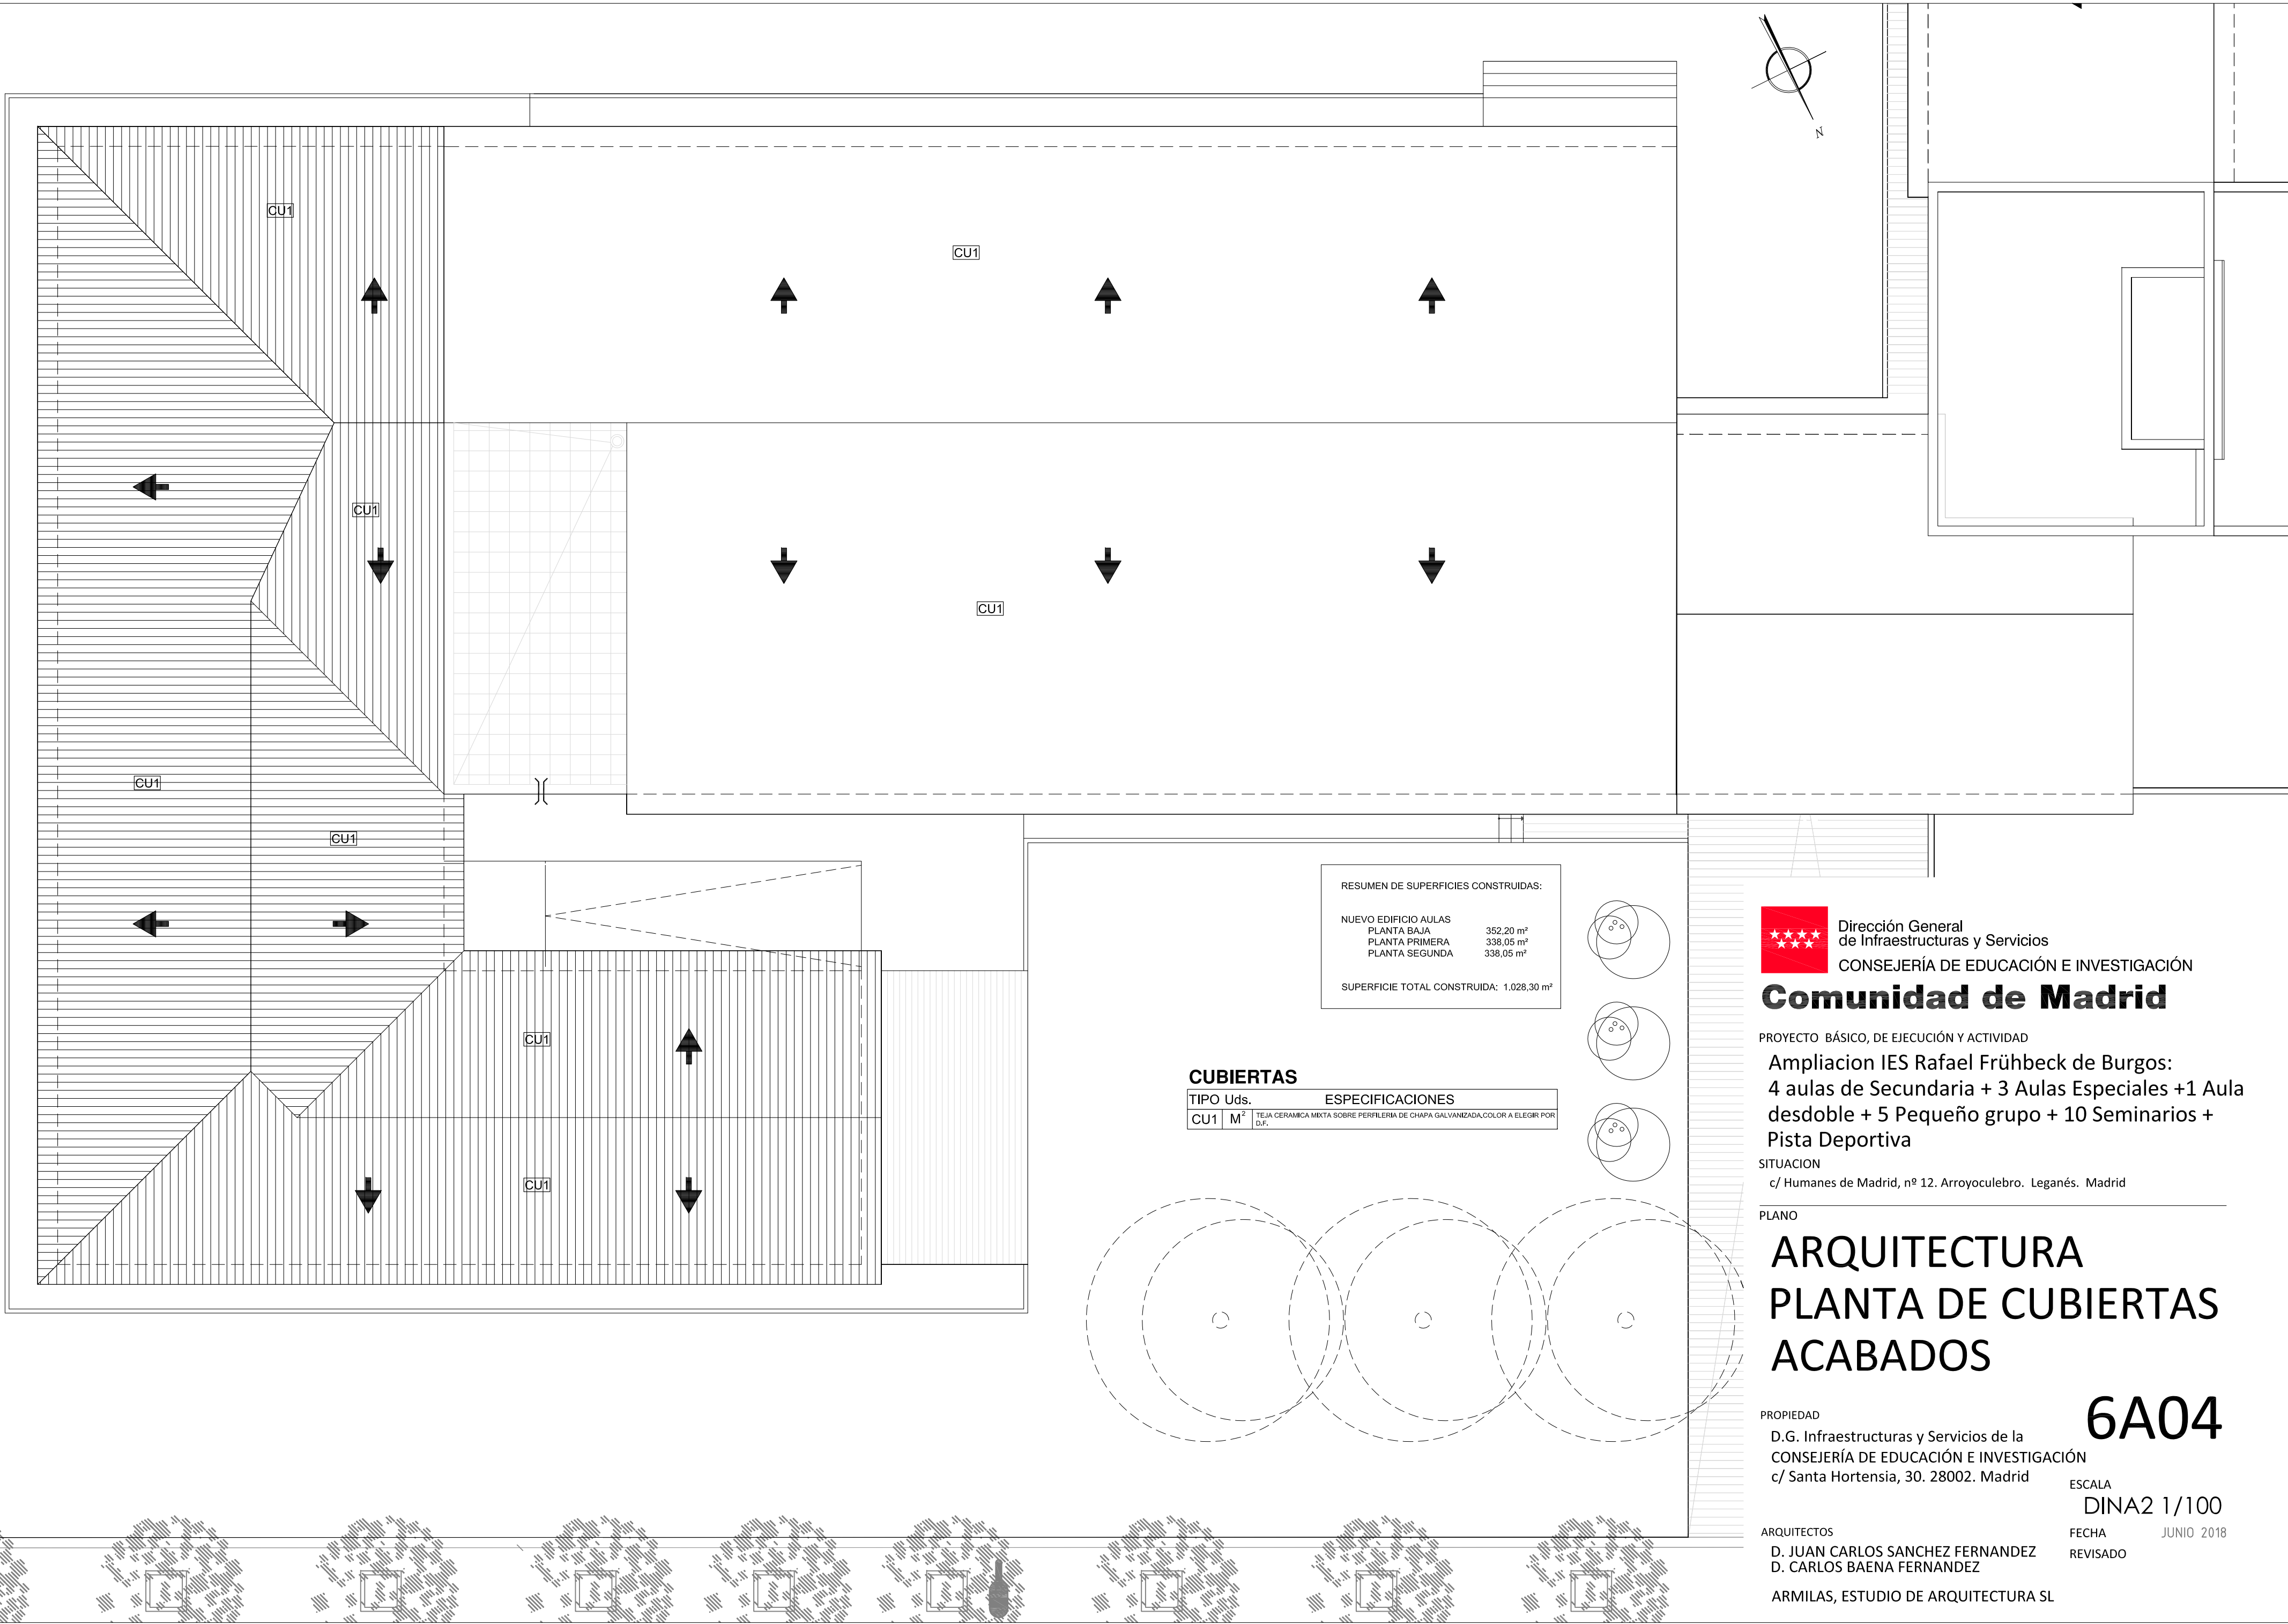 N
CU1
CU1
CU1
CU1
CU1
CU1
CU1
CU1
RESUMEN DE SUPERFICIES CONSTRUIDAS:
NUEVO EDIFICIO AULAS
PLANTA BAJA 352,20 m²
PLANTA PRIMERA 338,05 m²
PLANTA SEGUNDA 338,05 m²
SUPERFICIE TOTAL CONSTRUIDA: 1.028,30 m²
CUBIERTAS
TIPO Uds. ESPECIFICACIONES
CU1 M² TEJA CERAMICA MIXTA SOBRE PERFILERIA DE CHAPA GALVANIZADA,COLOR A ELEGIR POR
D.F.
Dirección General
de Infraestructuras y Servicios
CONSEJERÍA DE EDUCACIÓN E INVESTIGACIÓN
Comunidad de Madrid
PROYECTO BÁSICO, DE EJECUCIÓN Y ACTIVIDAD
Ampliacion IES Rafael Frühbeck de Burgos:
4 aulas de Secundaria + 3 Aulas Especiales +1 Aula
desdoble + 5 Pequeño grupo + 10 Seminarios +
Pista Deportiva
SITUACION
c/ Humanes de Madrid, nº 12. Arroyoculebro. Leganés. Madrid
PLANO
ARQUITECTURA
PLANTA DE CUBIERTAS
ACABADOS
6A04
PROPIEDAD
D.G. Infraestructuras y Servicios de la
CONSEJERÍA DE EDUCACIÓN E INVESTIGACIÓN
c/ Santa Hortensia, 30. 28002. Madrid
ESCALA
DINA2 1/100
FECHA JUNIO 2018
REVISADO
ARQUITECTOS
D. JUAN CARLOS SANCHEZ FERNANDEZ
D. CARLOS BAENA FERNANDEZ
ARMILAS, ESTUDIO DE ARQUITECTURA SL